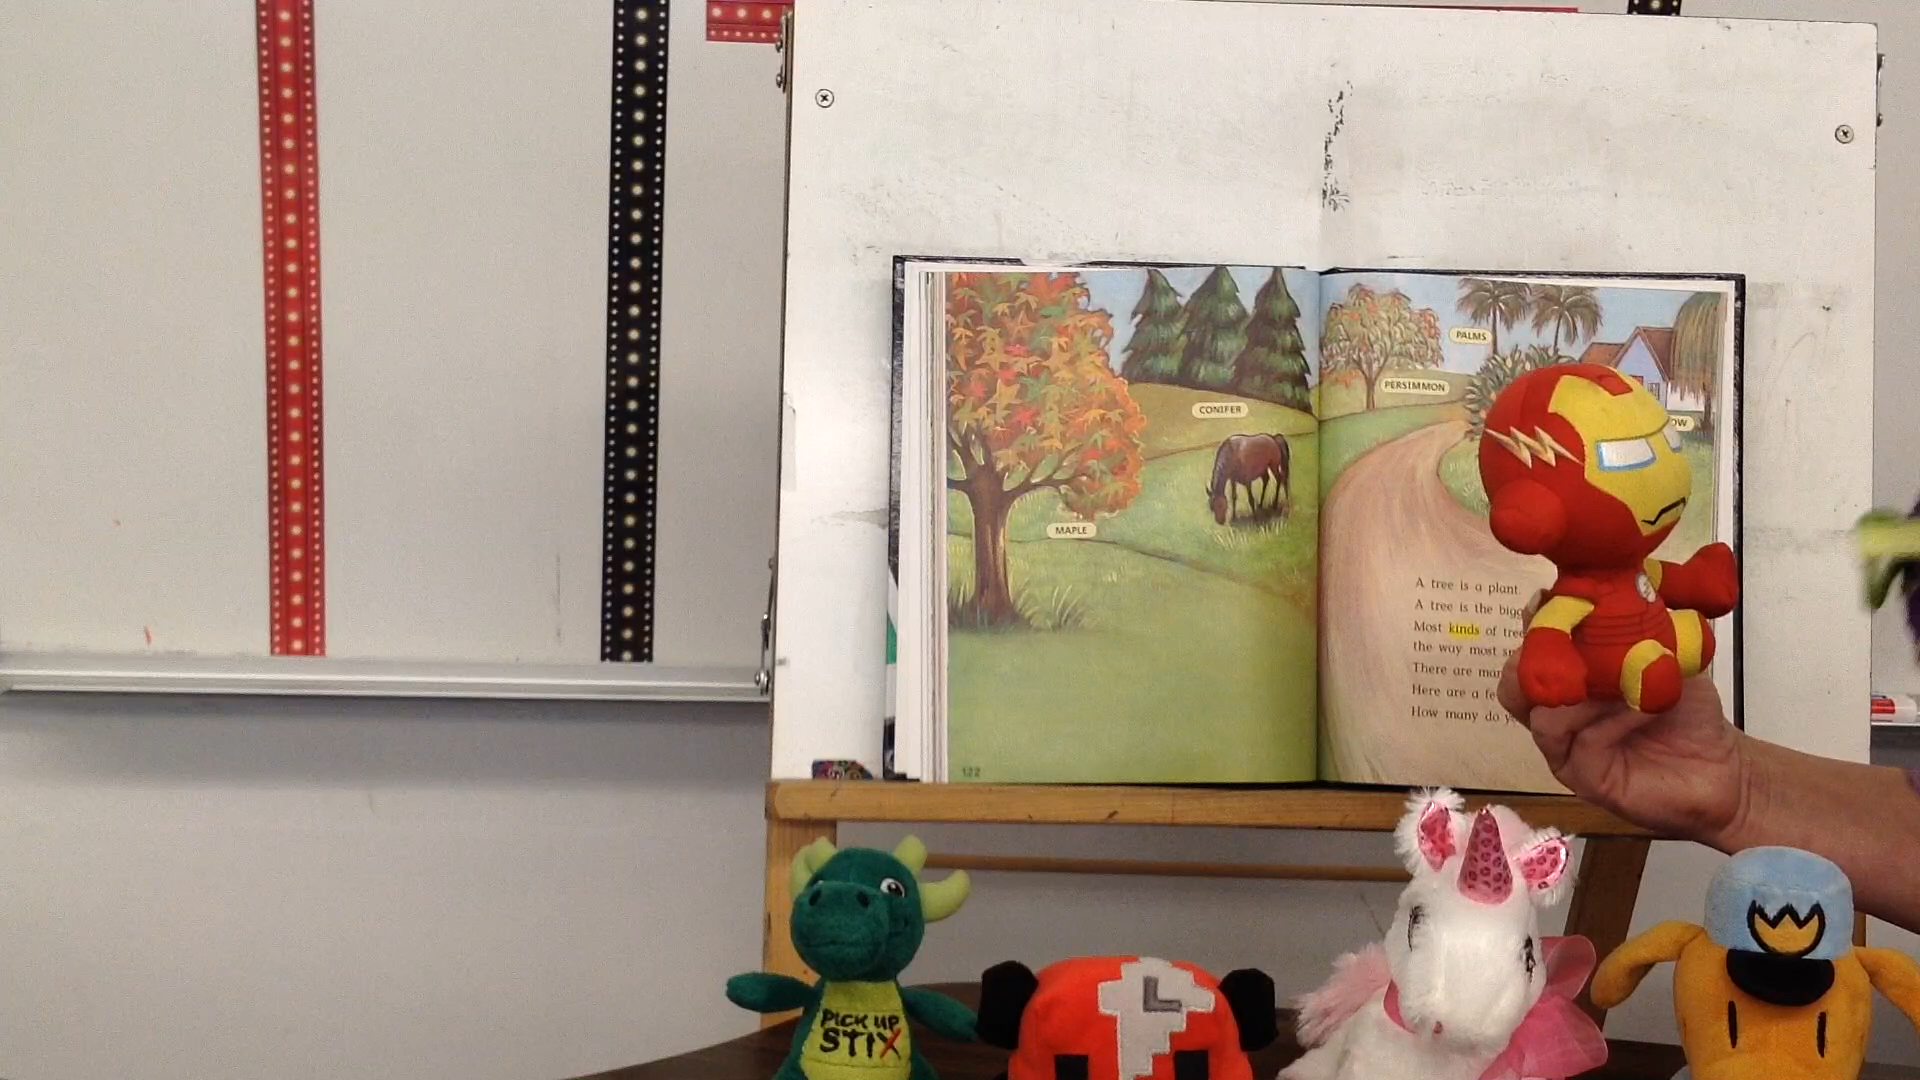 PALMS
PERSIMMON
CONIFER
OW
MAPLE
A tree is a plant.
A tree is the bigg
Most kinds of tree
the way most
There are man
Here are a fe
How many do y
122
PICK UP
STIX